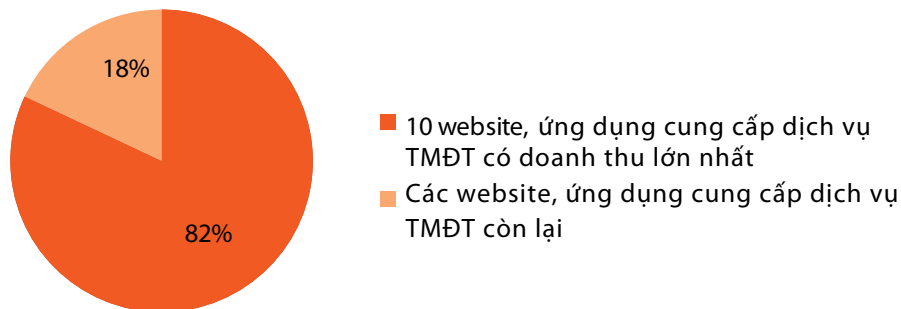 18%
82%
10 website, ứng dụng cung cấp dịch vụ
TMĐT có doanh thu lớn nhất
Các website, ứng dụng cung cấp dịch vụ
TMĐT còn lại